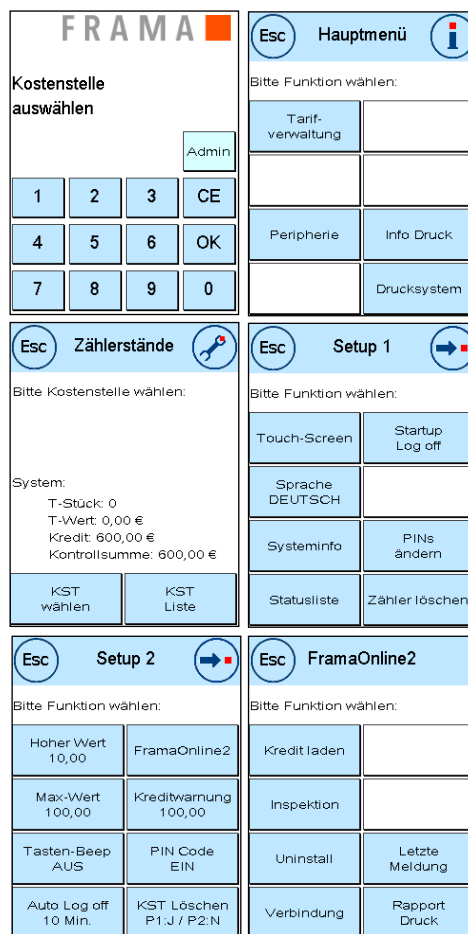 FRAMA
Kostenstelle
auswählen
Admin
1 2 3 CE
4 5 6 OK
7 8 9 0
Esc Hauptmenü i
Bitte Funktion wählen:
Tarif-
verwaltung
Peripherie Info Druck
Drucksystem
Esc Zählerstände
Bitte Kostenstelle wählen:
System:
T-Stück: 0
T-Wert: 0,00 €
Kredit: 600,00 €
Kontrollsumme: 600,00 €
KST
wählen
KST
Liste
Esc Setup 1
Bitte Funktion wählen:
Touch-Screen
Startup
Log off
Sprache
DEUTSCH
Systeminfo
PINs
ändern
Statusliste
Zähler löschen
Esc Setup 2
Bitte Funktion wählen:
Hoher Wert
10,00
FramaOnline2
Max-Wert
100,00
Kreditwarnung
100,00
Tasten-Beep
AUS
PIN Code
EIN
Auto Log off
10 Min.
KST Löschen
P1:J / P2:N
Esc FramaOnline2
Bitte Funktion wählen:
Kredit laden
Inspektion
Uninstall
Letzte
Meldung
Verbindung
Rapport
Druck